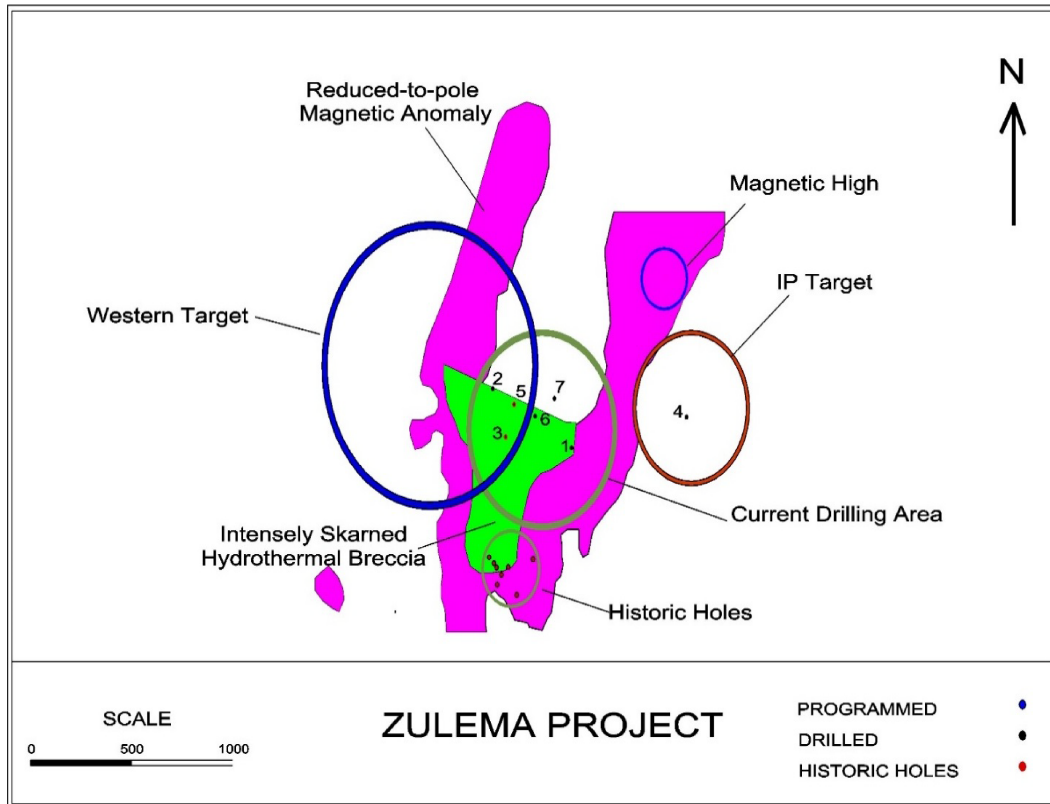 Reduced-to-pole
Magnetic Anomaly
N
Magnetic High
IP Target
Western Target
2
5
7
6
4
3
1
Current Drilling Area
Intensely Skarned
Hydrothermal Breccia
Historic Holes
SCALE
0 500 1000
ZULEMA PROJECT
PROGRAMMED
DRILLED
HISTORIC HOLES